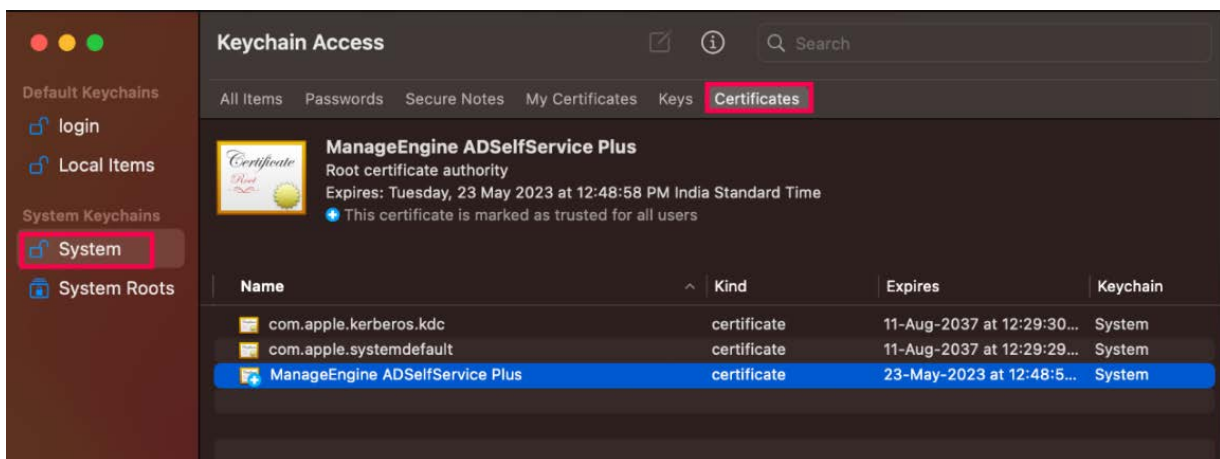 Keychain Access
Search
Default Keychains
login
Local Items
System Keychains
System
System Roots
All Items Passwords Secure Notes My Certificates Keys Certificates
Certificate
Root
ManageEngine ADSelfService Plus
Root certificate authority
Expires: Tuesday, 23 May 2023 at 12:48:58 PM India Standard Time
This certificate is marked as trusted for all users
Name Kind Expires Keychain
com.apple.kerberos.kdc certificate 11-Aug-2037 at 12:29:30... System
com.apple.systemdefault certificate 11-Aug-2037 at 12:29:29... System
ManageEngine ADSelfService Plus certificate 23-May-2023 at 12:48:5... System